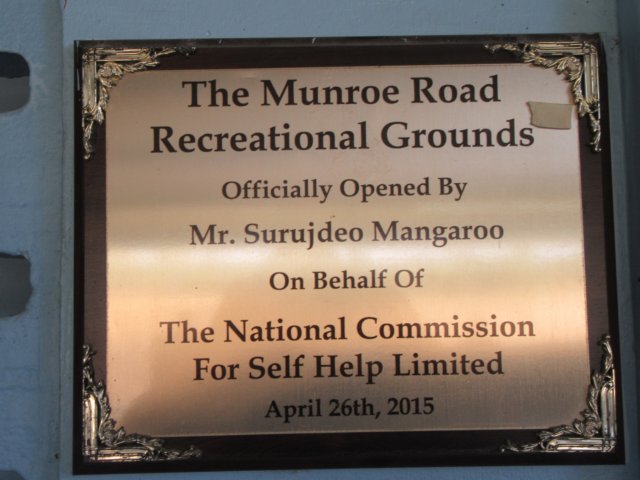 The Munroe Road
Recreational Grounds
Officially Opened By
Mr. Surujdeo Mangaroo
On Behalf Of
The National Commission
For Self Help Limited
April 26th, 2015